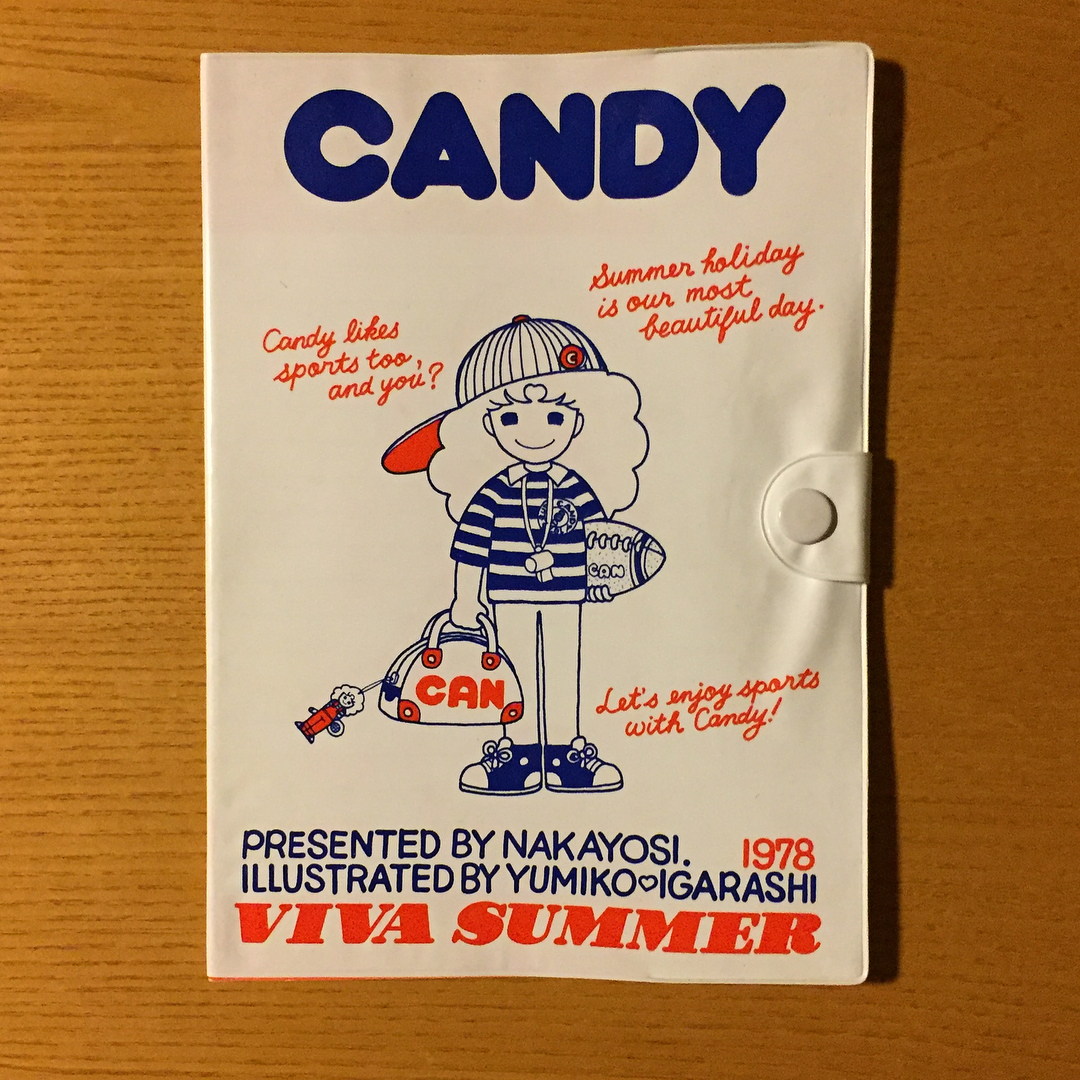 CANDY
Summer holiday
is our most
beautiful day.
Candy likes
sports too,
and you?
C
CANDY
CAN
CAN
Let's enjoy sports
with Candy!
PRESENTED BY NAKAYOSI.
1978
ILLUSTRATED BY YUMIKO♡IGARASHI
VIVA SUMMER